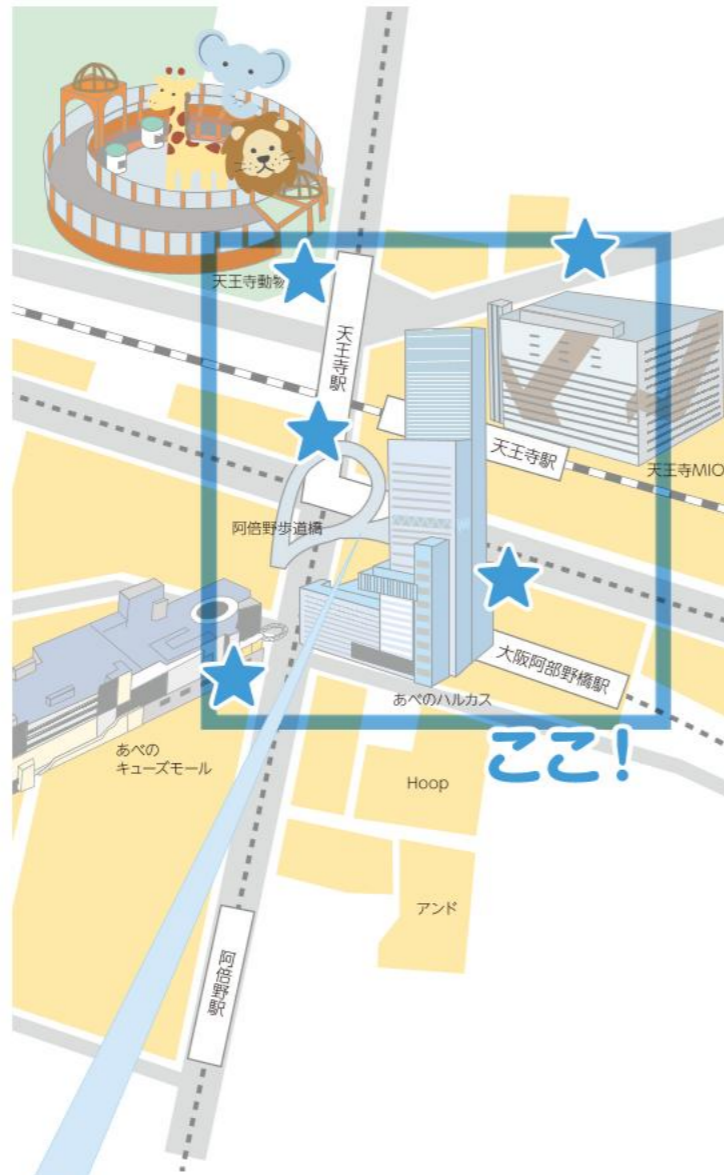 天王寺動物
天王寺駅
天王寺駅
天王寺MIO
阿倍野歩道橋
大阪阿部野橋駅
あべのハルカス
ここ!
あべの
キューズモール
Hoop
アンド
阿倍野駅